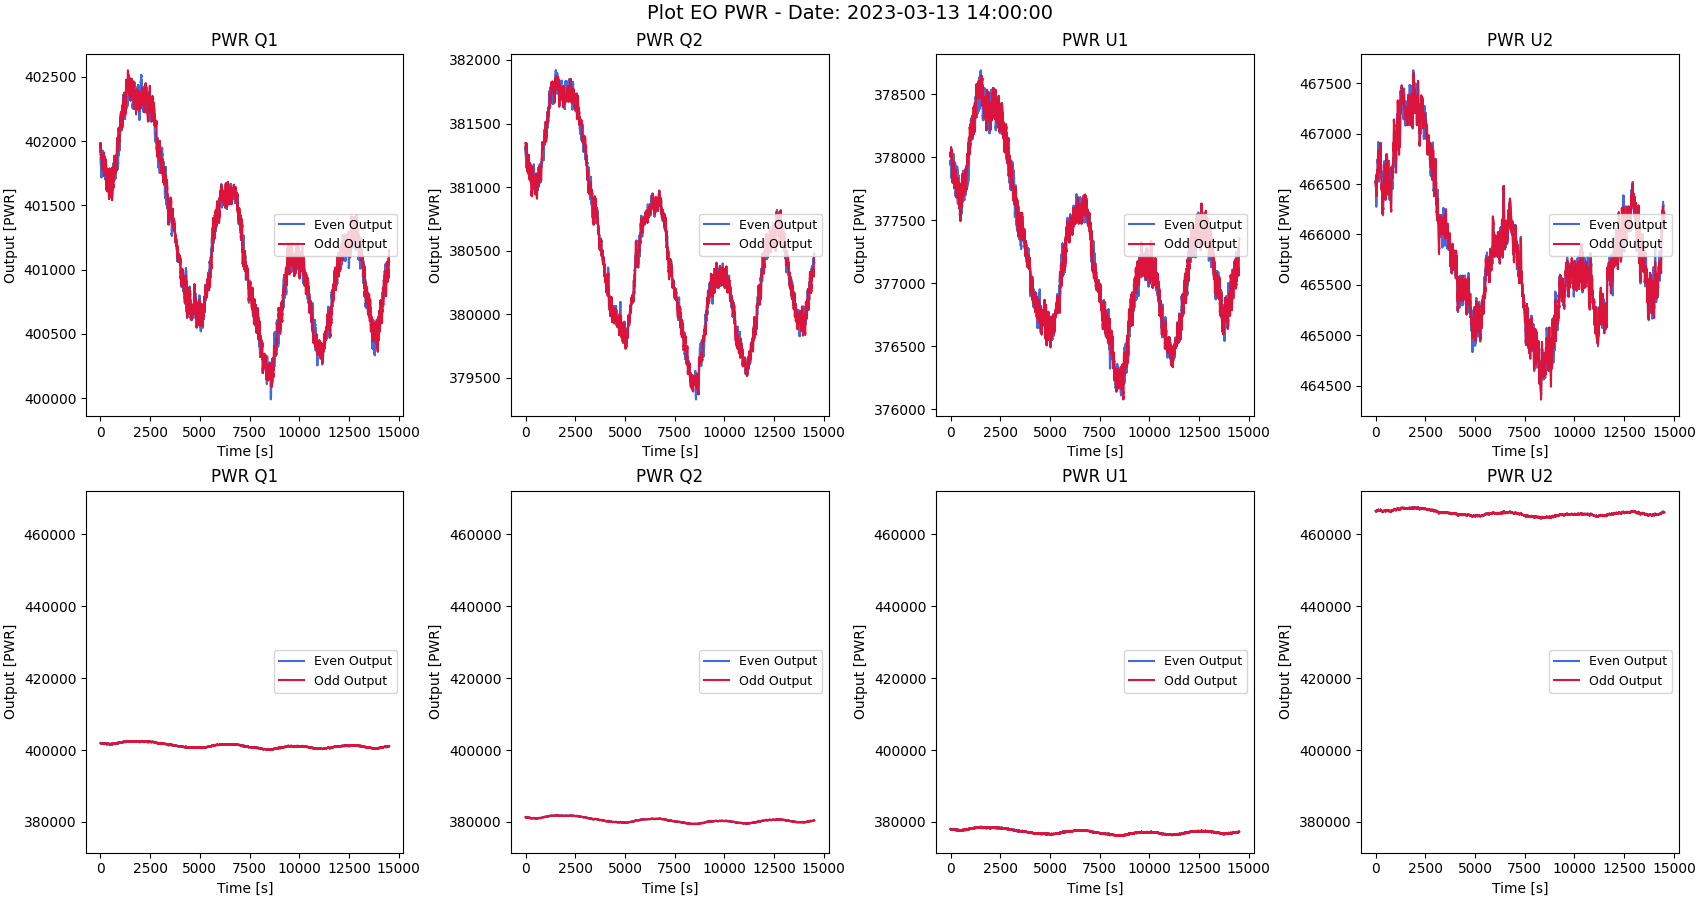 Plot EO PWR - Date: 2023-03-13 14:00:00
PWR Q1
402500
402000
401500
401000
400500
400000
Output [PWR]
Even Output
Odd Output
0 2500 5000 7500 10000 12500 15000
Time [s]
PWR Q2
382000
381500
381000
380500
380000
379500
Output [PWR]
Even Output
Odd Output
0 2500 5000 7500 10000 12500 15000
Time [s]
PWR U1
378500
378000
377500
377000
376500
376000
Output [PWR]
Even Output
Odd Output
0 2500 5000 7500 10000 12500 15000
Time [s]
PWR U2
467500
467000
466500
466000
465500
465000
464500
Output [PWR]
Even Output
Odd Output
0 2500 5000 7500 10000 12500 15000
Time [s]
PWR Q1
460000
440000
420000
400000
380000
Output [PWR]
Even Output
Odd Output
0 2500 5000 7500 10000 12500 15000
Time [s]
PWR Q2
460000
440000
420000
400000
380000
Output [PWR]
Even Output
Odd Output
0 2500 5000 7500 10000 12500 15000
Time [s]
PWR U1
460000
440000
420000
400000
380000
Output [PWR]
Even Output
Odd Output
0 2500 5000 7500 10000 12500 15000
Time [s]
PWR U2
460000
440000
420000
400000
380000
Output [PWR]
Even Output
Odd Output
0 2500 5000 7500 10000 12500 15000
Time [s]